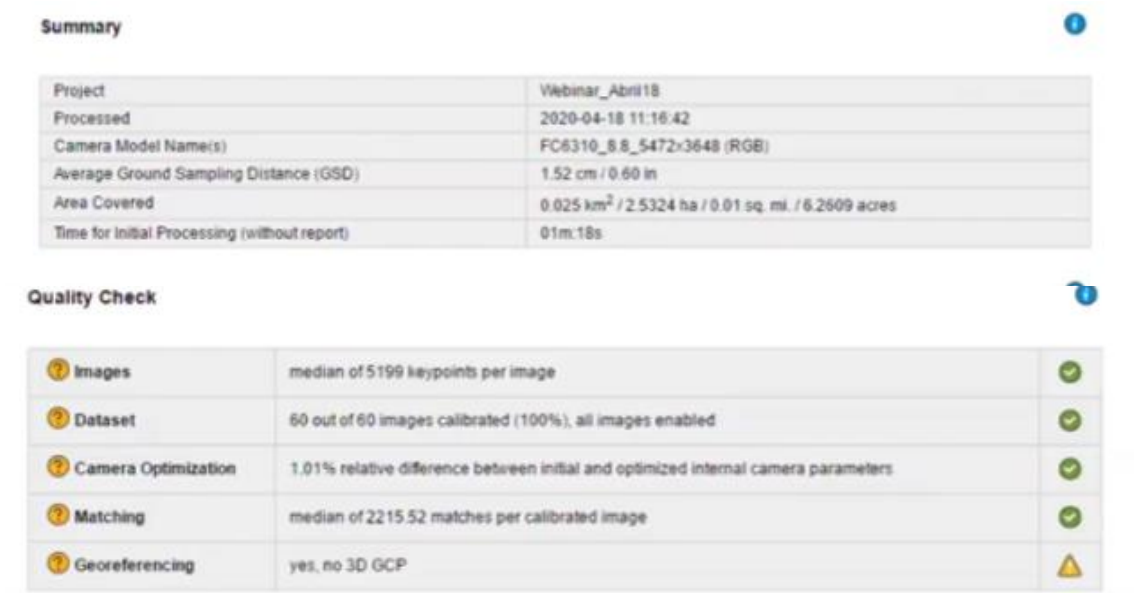 Summary
Project Webinar_Abril18
Processed 2020-04-18 11:16:42
Camera Model Name(s) FC6310_8.8_5472×3648 (RGB)
Average Ground Sampling Distance (GSD) 1.52 cm / 0.60 in
Area Covered 0.025 km² / 2.5324 ha / 0.01 sq. mi. / 6.2609 acres
Time for Initial Processing (without report) 01m:18s
Quality Check
Images median of 5199 keypoints per image
Dataset 60 out of 60 images calibrated (100%), all images enabled
Camera Optimization 1.01% relative difference between initial and optimized internal camera parameters
Matching median of 2215.52 matches per calibrated image
Georeferencing yes, no 3D GCP